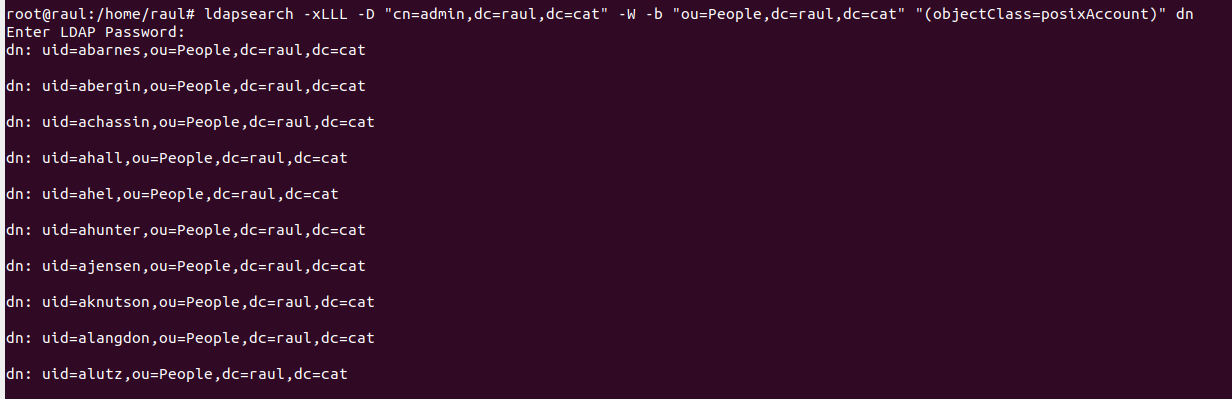 root@raul:/home/raul# ldapsearch -xLLL -D "cn=admin,dc=raul,dc=cat" -W -b "ou=People,dc=raul,dc=cat" "(objectClass=posixAccount)" dn
Enter LDAP Password:
dn: uid=abarnes,ou=People,dc=raul,dc=cat
dn: uid=abergin,ou=People,dc=raul,dc=cat
dn: uid=achassin,ou=People,dc=raul,dc=cat
dn: uid=ahall,ou=People,dc=raul,dc=cat
dn: uid=ahel,ou=People,dc=raul,dc=cat
dn: uid=ahunter,ou=People,dc=raul,dc=cat
dn: uid=ajensen,ou=People,dc=raul,dc=cat
dn: uid=aknutson,ou=People,dc=raul,dc=cat
dn: uid=alangdon,ou=People,dc=raul,dc=cat
dn: uid=alutz,ou=People,dc=raul,dc=cat